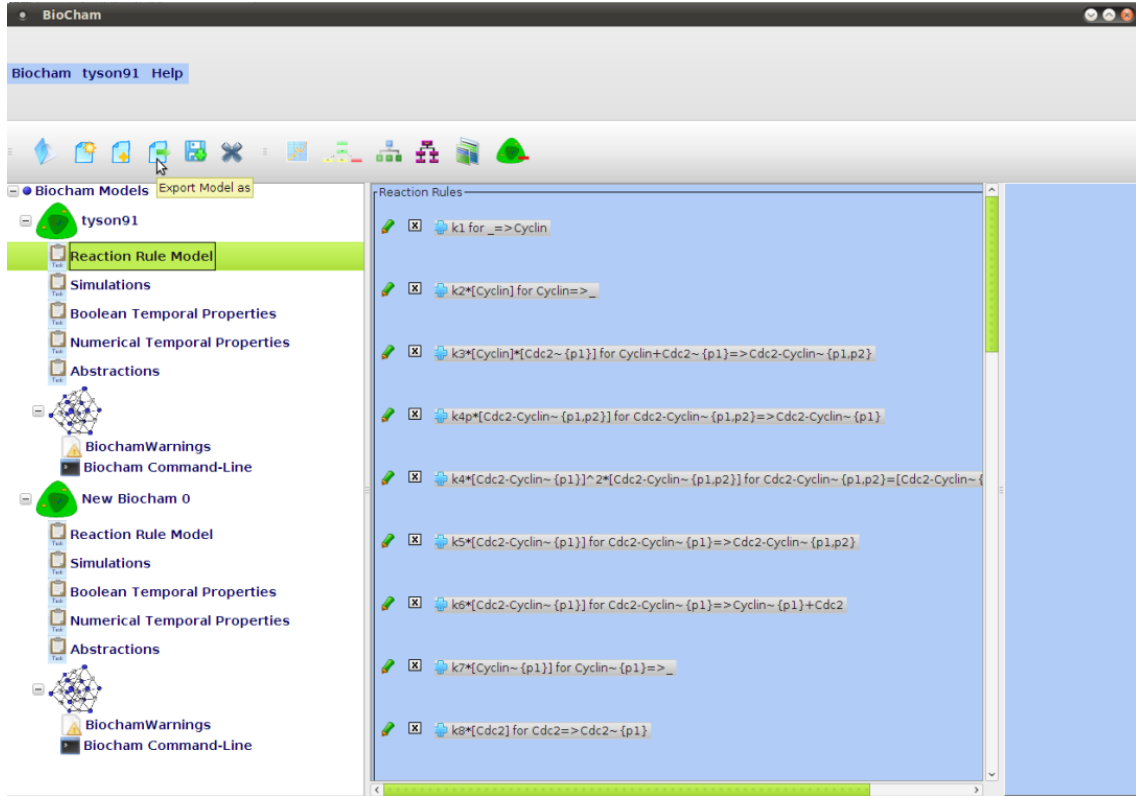 BioCham
Biocham tyson91 Help
Export Model as
Biocham Models
tyson91
Reaction Rule Model
Simulations
Boolean Temporal Properties
Numerical Temporal Properties
Abstractions
BiochamWarnings
Biocham Command-Line
New Biocham 0
Reaction Rule Model
Simulations
Boolean Temporal Properties
Numerical Temporal Properties
Abstractions
BiochamWarnings
Biocham Command-Line
Reaction Rules
k1 for _=>Cyclin
k2*[Cyclin] for Cyclin=>_
k3*[Cyclin]*[Cdc2~{p1}] for Cyclin+Cdc2~{p1}=>Cdc2-Cyclin~{p1,p2}
k4p*[Cdc2-Cyclin~{p1,p2}] for Cdc2-Cyclin~{p1,p2}=>Cdc2-Cyclin~{p1}
k4*[Cdc2-Cyclin~{p1}]^2*[Cdc2-Cyclin~{p1,p2}] for Cdc2-Cyclin~{p1,p2}=[Cdc2-Cyclin~{
k5*[Cdc2-Cyclin~{p1}] for Cdc2-Cyclin~{p1}=>Cdc2-Cyclin~{p1,p2}
k6*[Cdc2-Cyclin~{p1}] for Cdc2-Cyclin~{p1}=>Cyclin~{p1}+Cdc2
k7*[Cyclin~{p1}] for Cyclin~{p1}=>_
k8*[Cdc2] for Cdc2=>Cdc2~{p1}